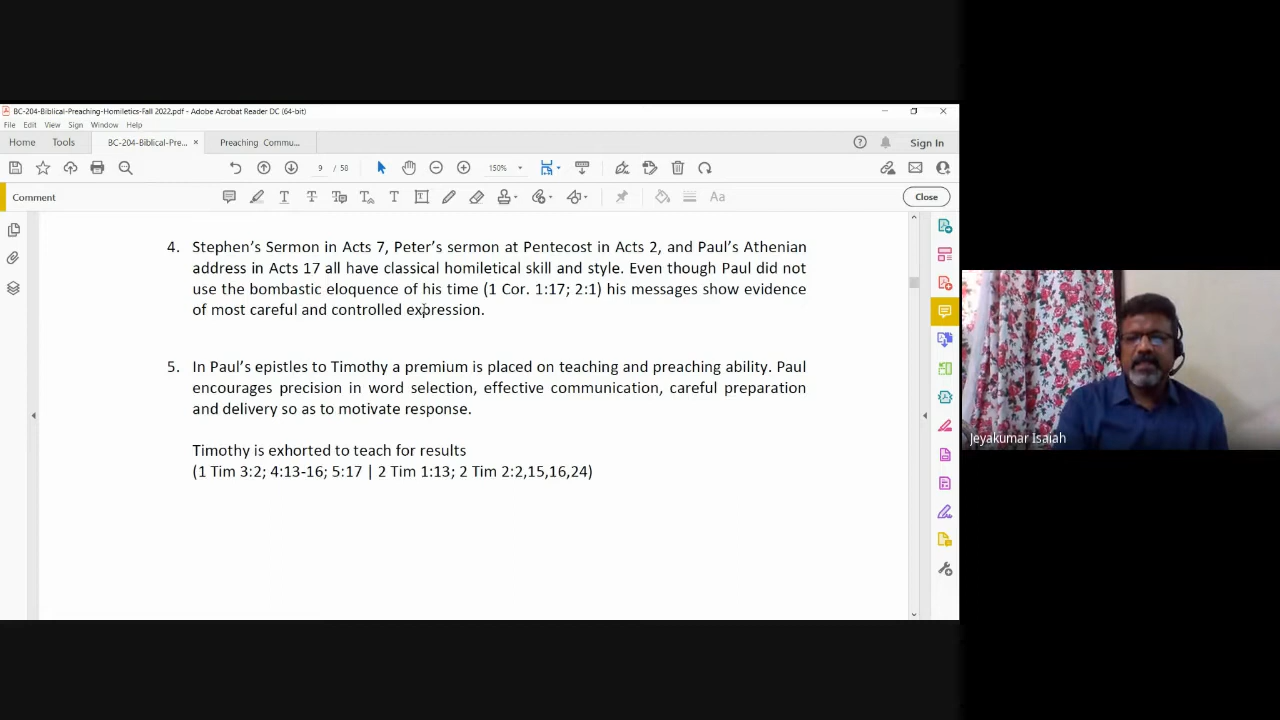 BC-204-Biblical-Preaching-Homiletics-Fall 2022.pdf - Adobe Acrobat Reader DC (64-bit)
File Edit View Sign Window Help
Home Tools BC-204-Biblical-Pre... × Preaching Commu... Sign In
9 / 58 150%
Comment Close
4. Stephen's Sermon in Acts 7, Peter's sermon at Pentecost in Acts 2, and Paul's Athenian
address in Acts 17 all have classical homiletical skill and style. Even though Paul did not
use the bombastic eloquence of his time (1 Cor. 1:17; 2:1) his messages show evidence
of most careful and controlled expression.
5. In Paul's epistles to Timothy a premium is placed on teaching and preaching ability. Paul
encourages precision in word selection, effective communication, careful preparation
and delivery so as to motivate response.
Timothy is exhorted to teach for results
(1 Tim 3:2; 4:13-16; 5:17 | 2 Tim 1:13; 2 Tim 2:2,15,16,24)
Jeyakumar Isaiah